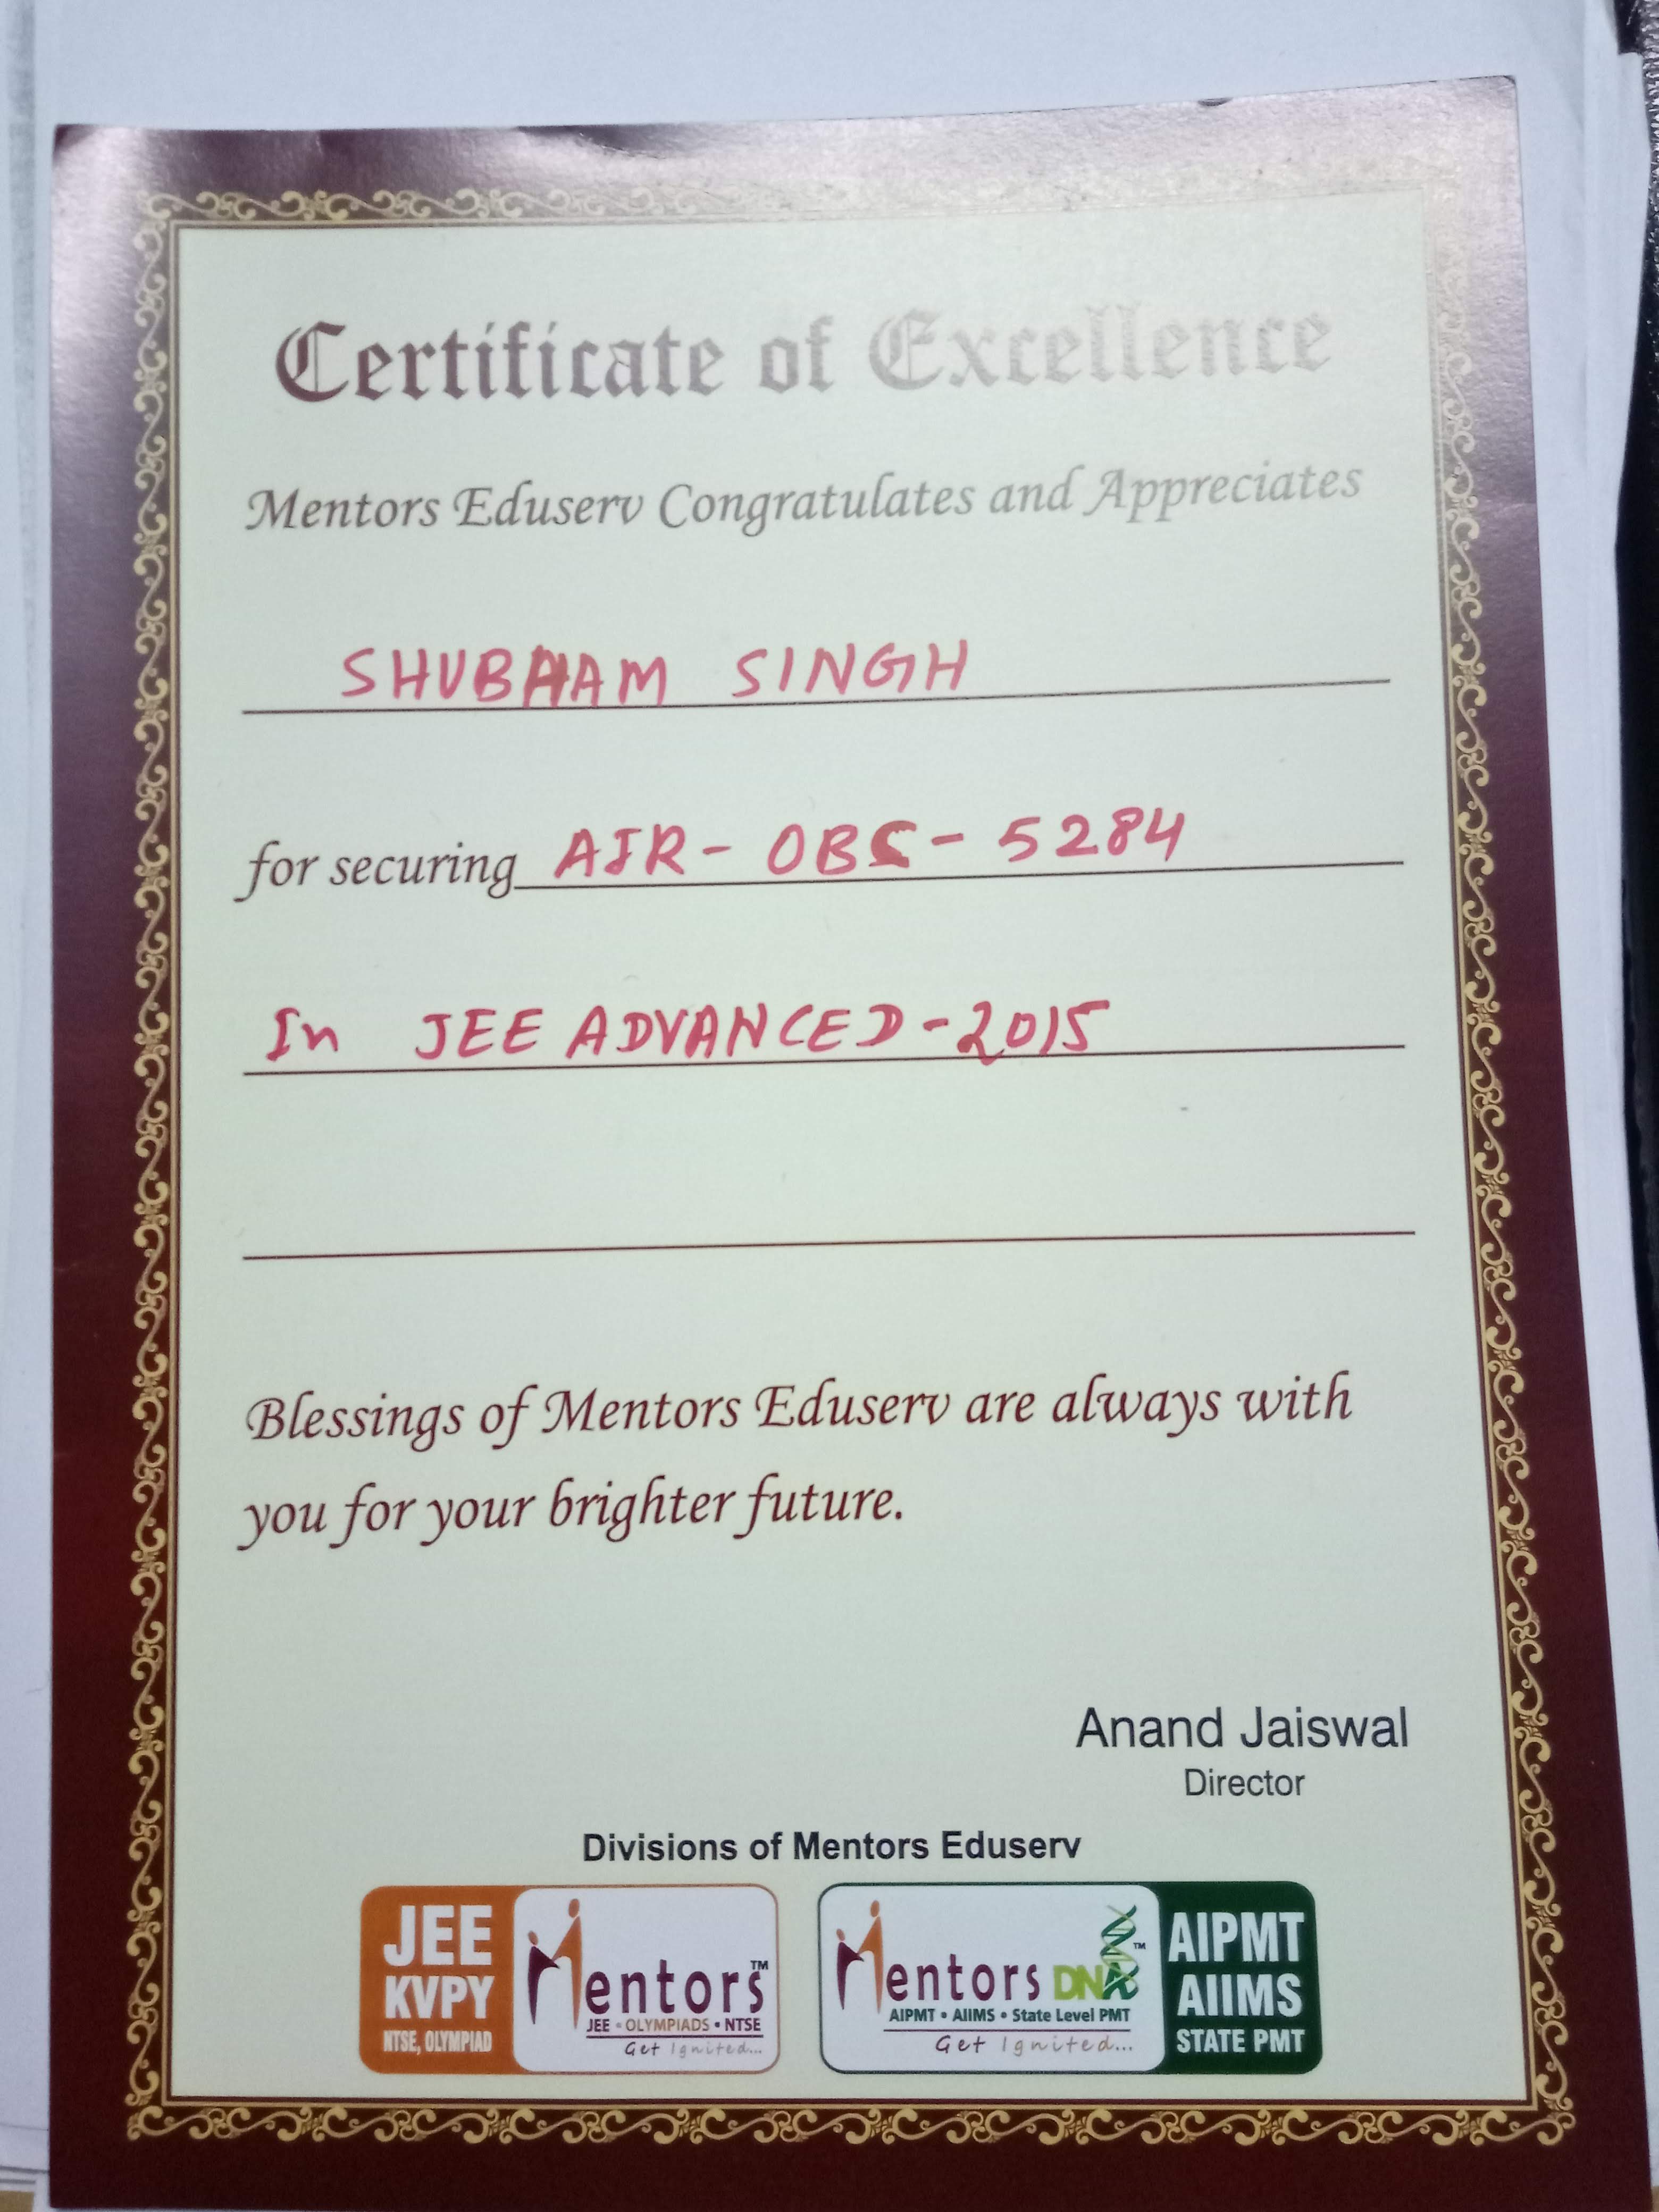 Certificate of Excellence
Mentors Eduserv Congratulates and Appreciates
SHUBHAM SINGH
for securing AIR - OBC - 5284
In JEE ADVANCED - 2015
Blessings of Mentors Eduserv are always with
you for your brighter future.
Anand Jaiswal
Director
Divisions of Mentors Eduserv
JEE
KVPY
NTSE, OLYMPIAD
Mentors™
JEE • OLYMPIADS • NTSE
Get Ignited...
Mentors DNA™
AIPMT • AIIMS • State Level PMT
Get Ignited...
AIPMT
AIIMS
STATE PMT